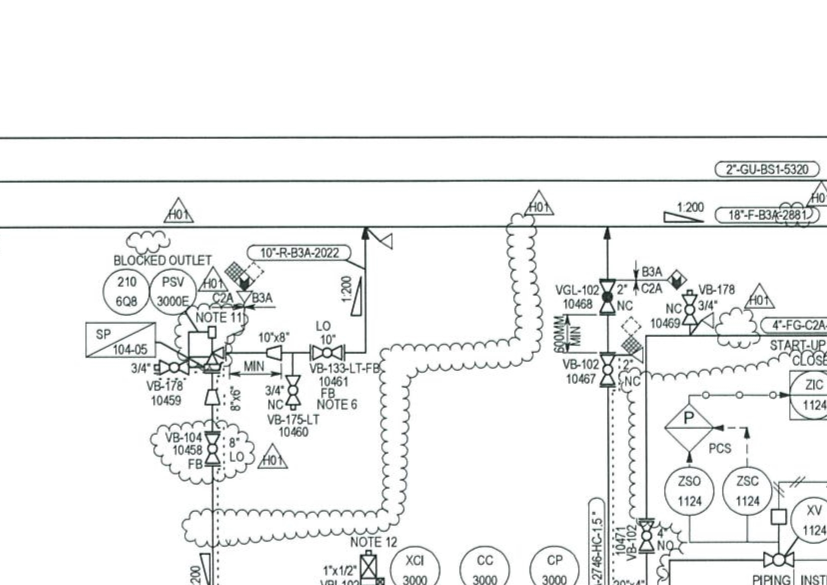 2"-GU-BS1-5320
H01
H01
H01
1:200
18"-F-B3A-2881
BLOCKED OUTLET
10"-R-B3A-2022
210
6Q8
PSV
3000E
H01
C2A
B3A
NOTE 11
1:200
SP
104-05
10"x8"
LO
10"
3/4"
MIN
VB-133-LT-FB
10461
FB
NOTE 6
VB-178
10459
8"x6"
3/4"
NC
VB-175-LT
10460
VB-104
10458
FB
8"
LO
H01
B3A
C2A
VGL-102
10468
2"
NC
VB-178
3/4"
NC
10469
H01
4"-FG-C2A-
600MM
MIN
START-UP
CLOSE
VB-102
10467
2"
NC
ZIC
1124
P
PCS
ZSO
1124
ZSC
1124
XV
1124
-2746-HC-1,5"
10471
VB-102
4"
NO
NOTE 12
:200
1"x1/2"
XCI
3000
CC
3000
CP
3000
20"x4"
PIPING
INST